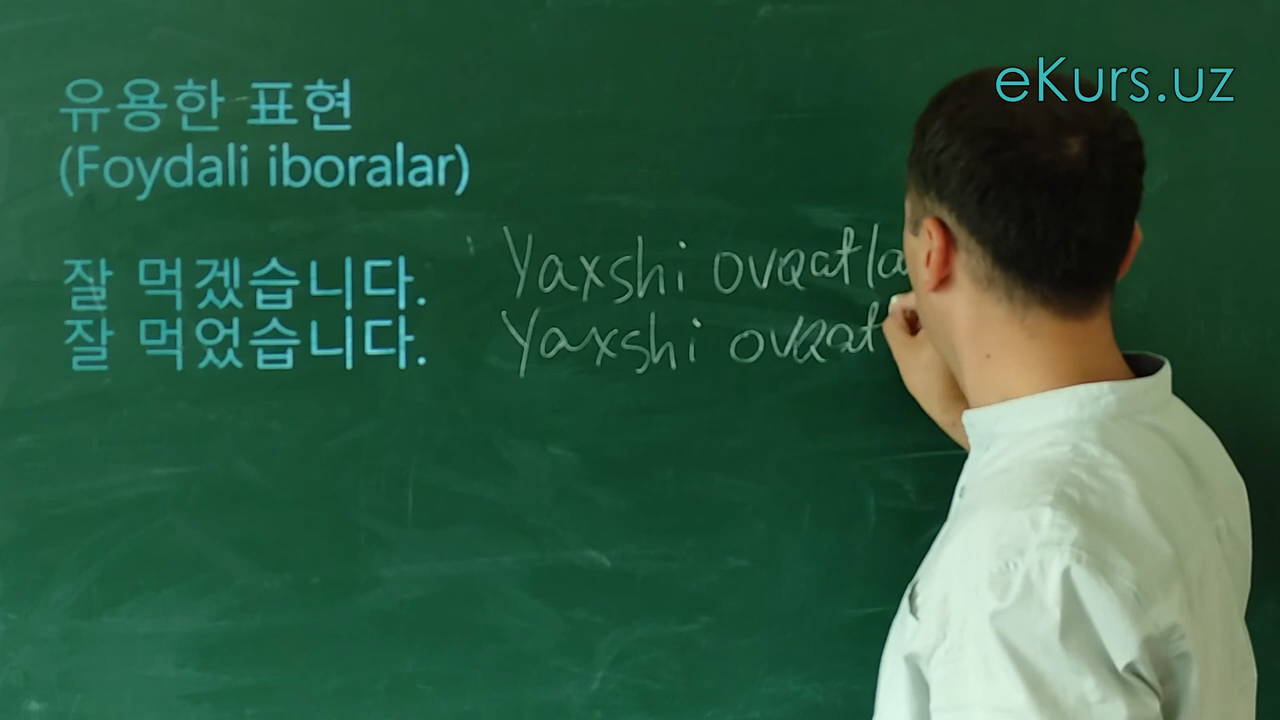 eKurs.uz
유용한 표현
(Foydali iboralar)
잘 먹겠습니다. Yaxshi ovqatla
잘 먹었습니다. Yaxshi ovqat